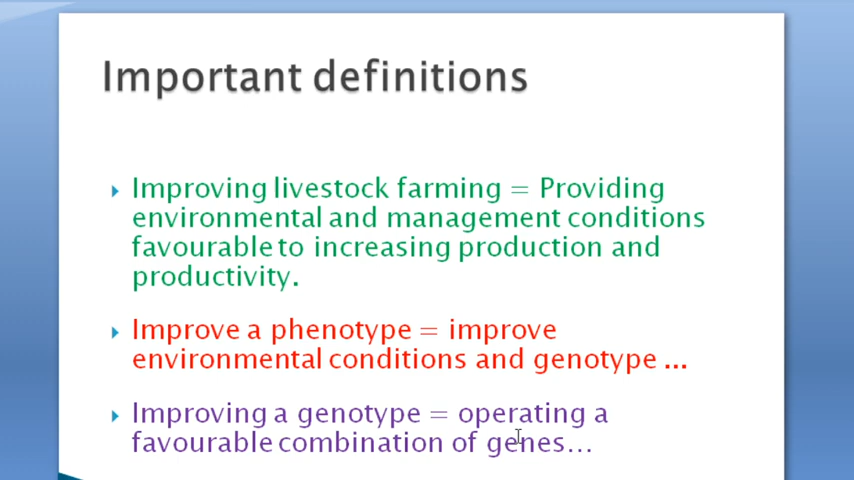 Important definitions
Improving livestock farming = Providing
environmental and management conditions
favourable to increasing production and
productivity.
Improve a phenotype = improve
environmental conditions and genotype ...
Improving a genotype = operating a
favourable combination of genes...